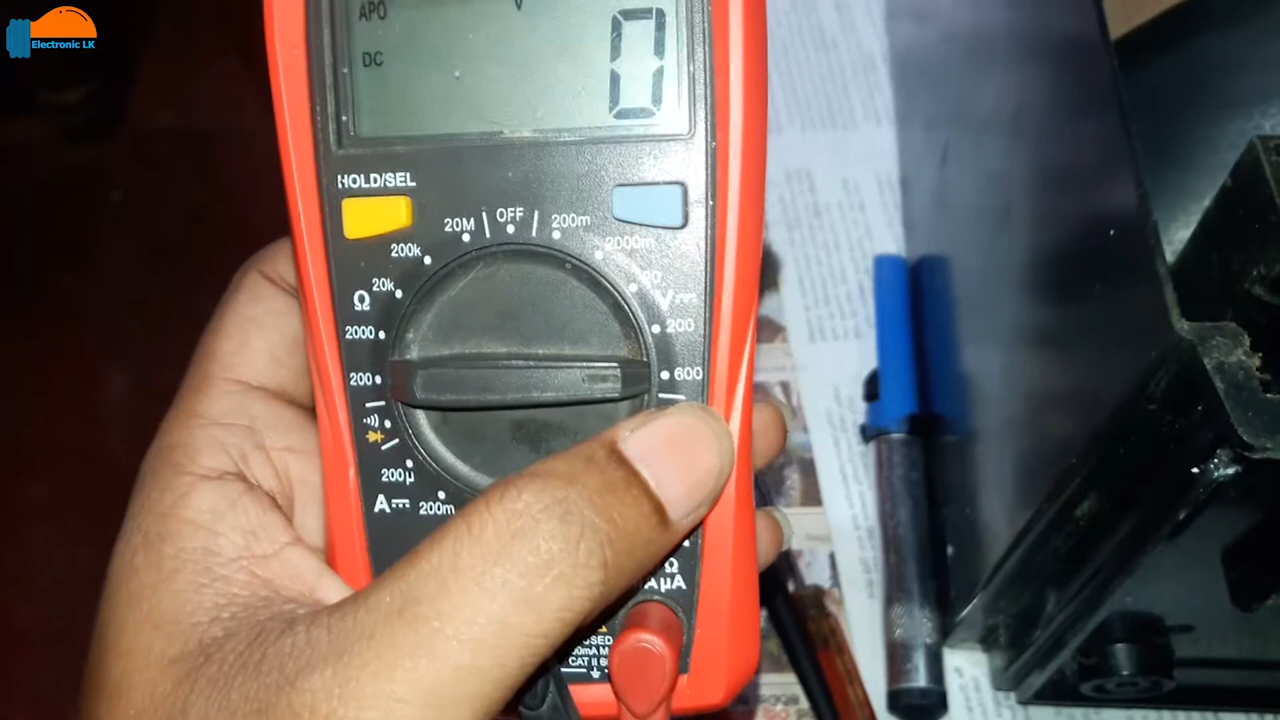 Electronic LK
APO
V
DC
0
HOLD/SEL
OFF
20M
200m
200k
2000m
20k
20
Ω
V
2000
200
200
600
200µ
A
200m
Ω
µA
CAT II